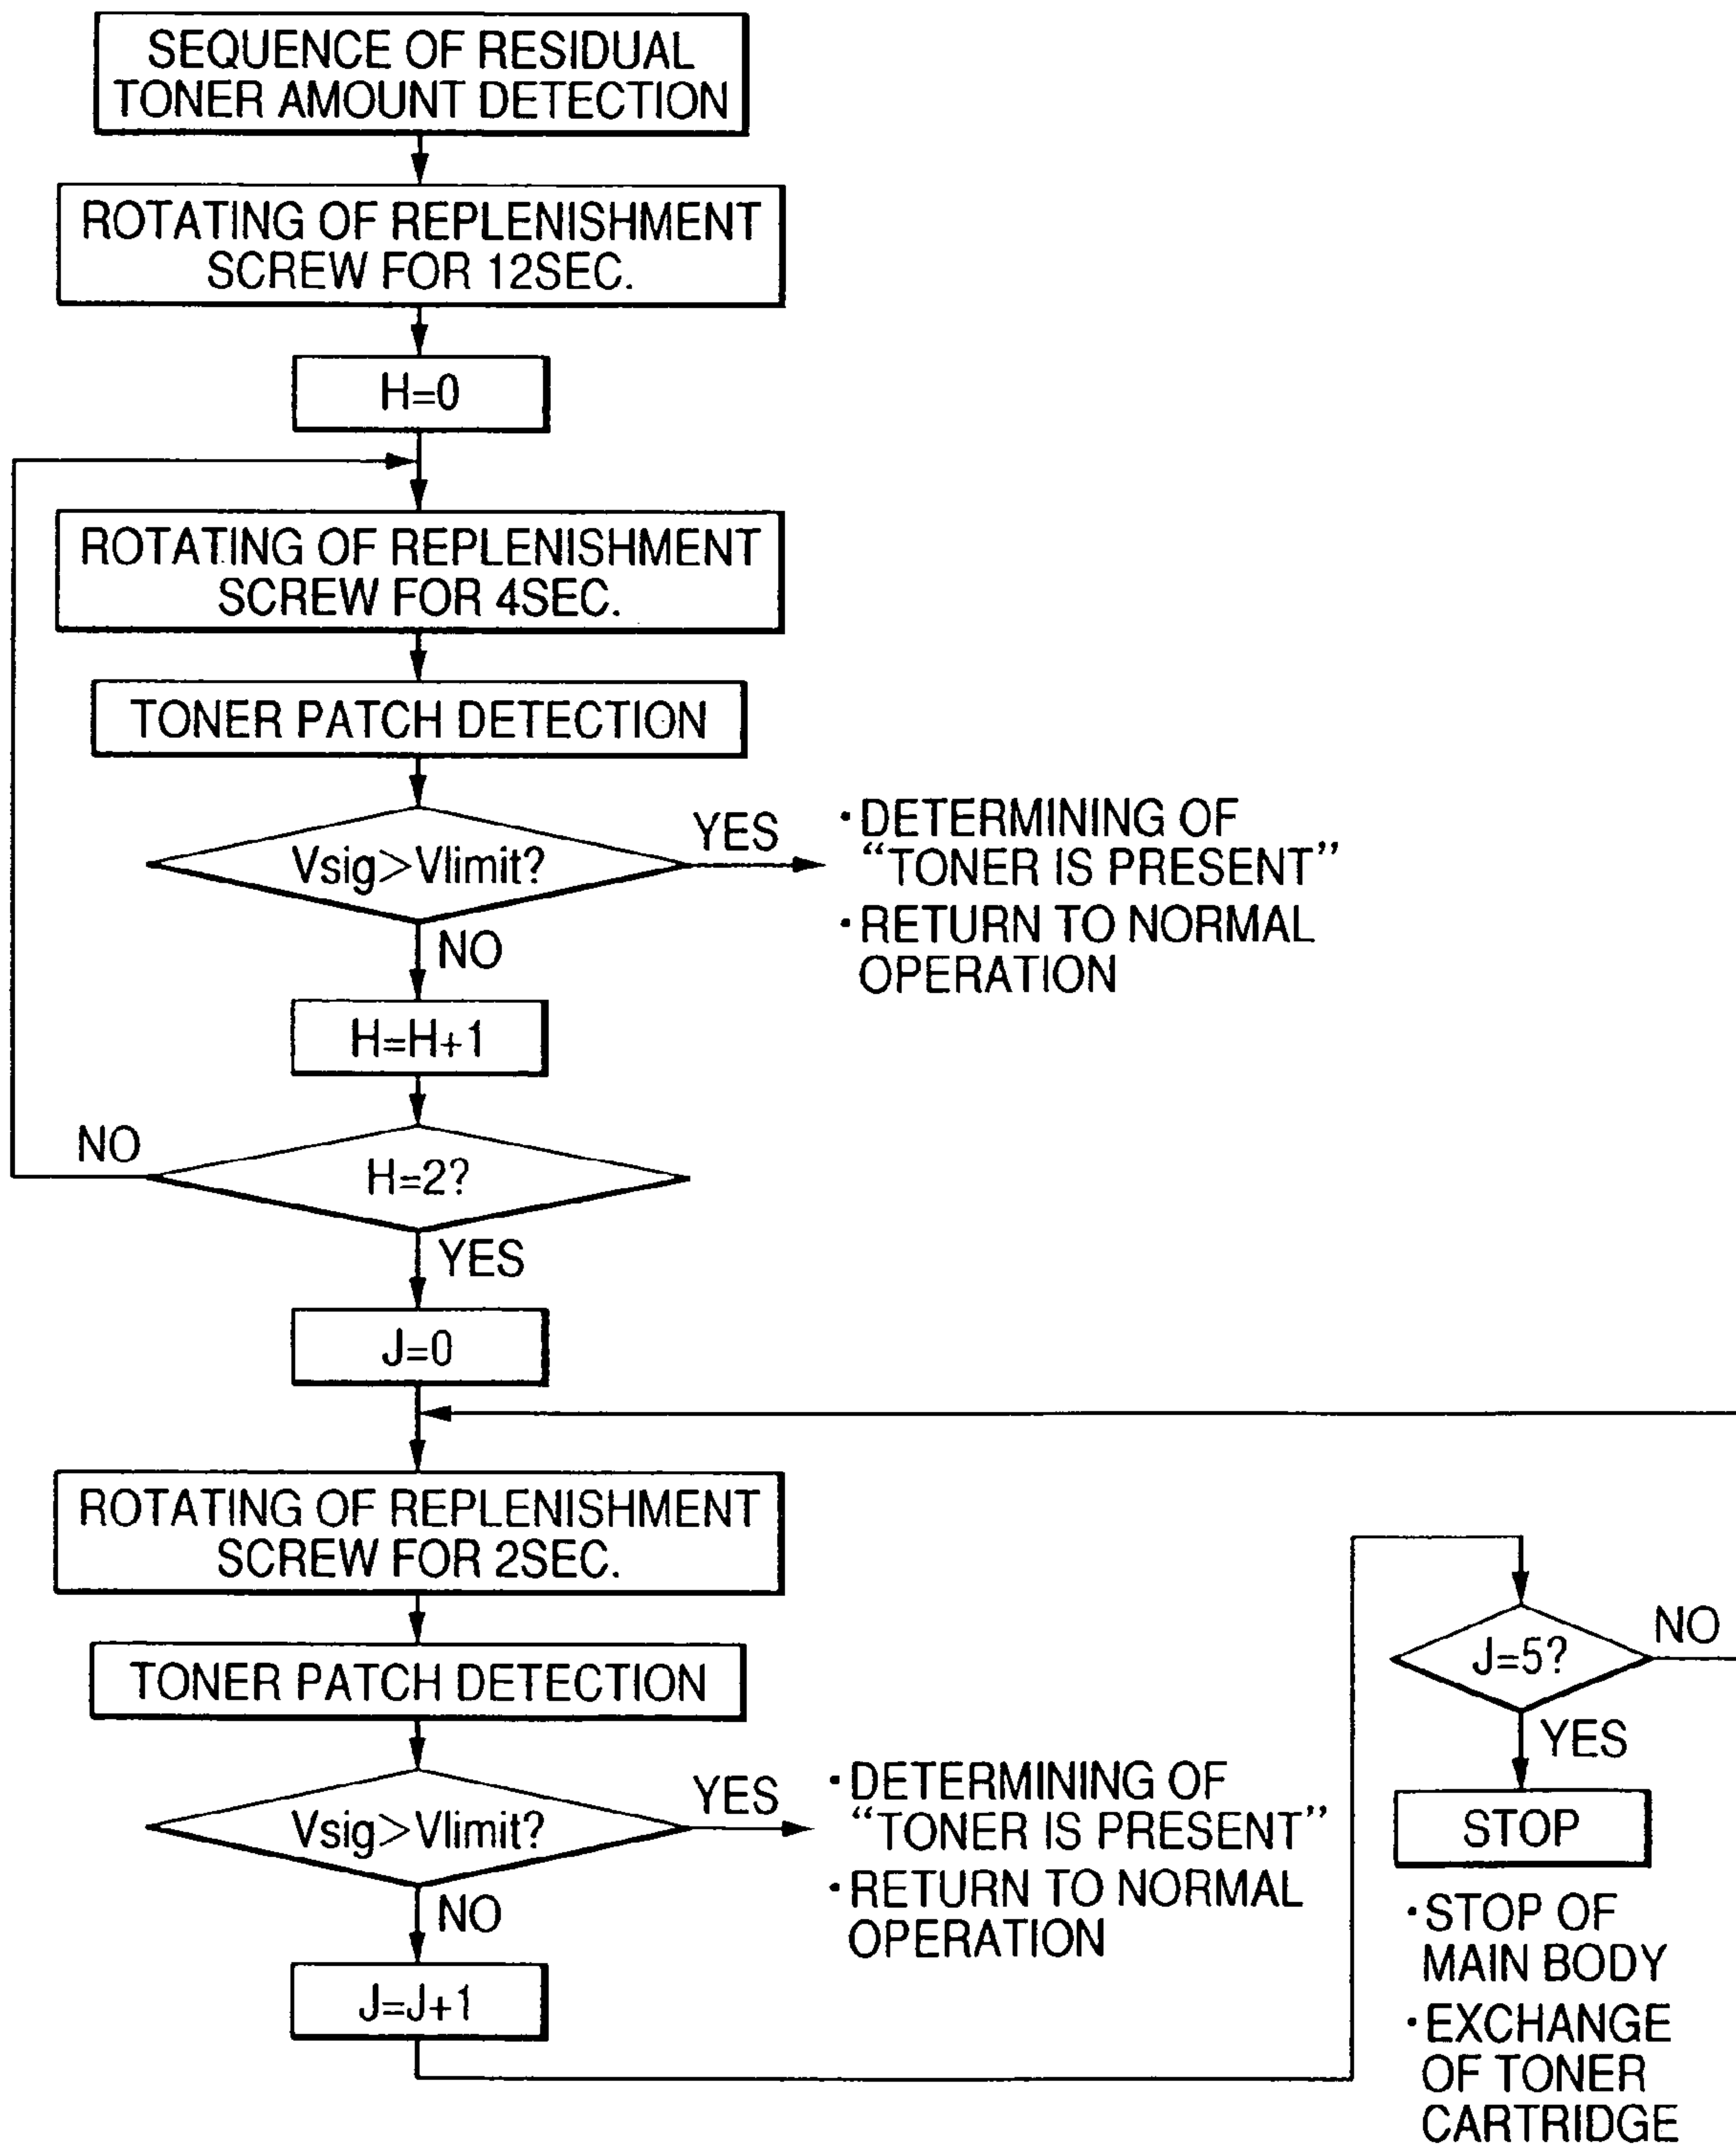 SEQUENCE OF RESIDUAL
TONER AMOUNT DETECTION
ROTATING OF REPLENISHMENT
SCREW FOR 12SEC.
H=0
ROTATING OF REPLENISHMENT
SCREW FOR 4SEC.
TONER PATCH DETECTION
Vsig>Vlimit?
YES
・DETERMINING OF
“TONER IS PRESENT”
・RETURN TO NORMAL
OPERATION
NO
H=H+1
NO
H=2?
YES
J=0
ROTATING OF REPLENISHMENT
SCREW FOR 2SEC.
TONER PATCH DETECTION
Vsig>Vlimit?
YES
・DETERMINING OF
“TONER IS PRESENT”
・RETURN TO NORMAL
OPERATION
NO
J=J+1
J=5?
NO
YES
STOP
・STOP OF
MAIN BODY
・EXCHANGE
OF TONER
CARTRIDGE